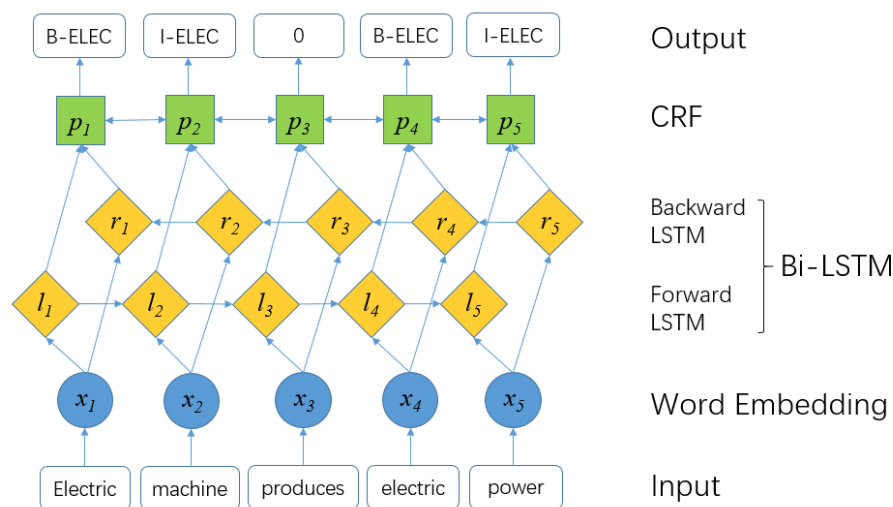 B-ELEC I-ELEC 0 B-ELEC I-ELEC Output
p1 p2 p3 p4 p5 CRF
r1 r2 r3 r4 r5 Backward
LSTM
Bi-LSTM
l1 l2 l3 l4 l5 Forward
LSTM
x1 x2 x3 x4 x5 Word Embedding
Electric machine produces electric power Input